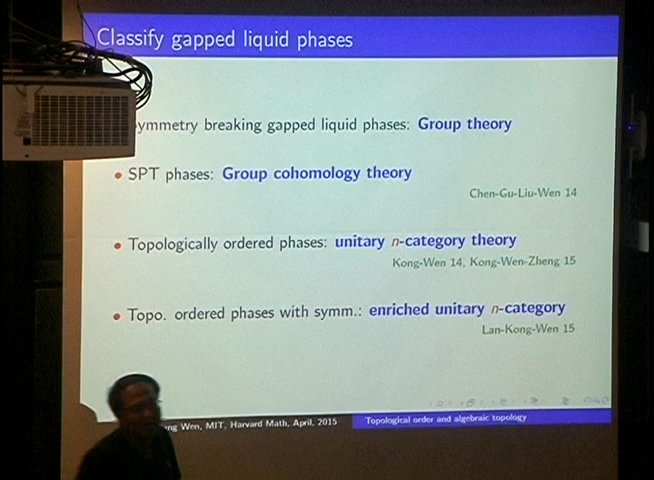 Classify gapped liquid phases
ymmetry breaking gapped liquid phases: Group theory
• SPT phases: Group cohomology theory
Chen-Gu-Liu-Wen 14
• Topologically ordered phases: unitary n-category theory
Kong-Wen 14, Kong-Wen-Zheng 15
• Topo. ordered phases with symm.: enriched unitary n-category
Lan-Kong-Wen 15
ng Wen, MIT, Harvard Math, April, 2015
Topological order and algebraic topology